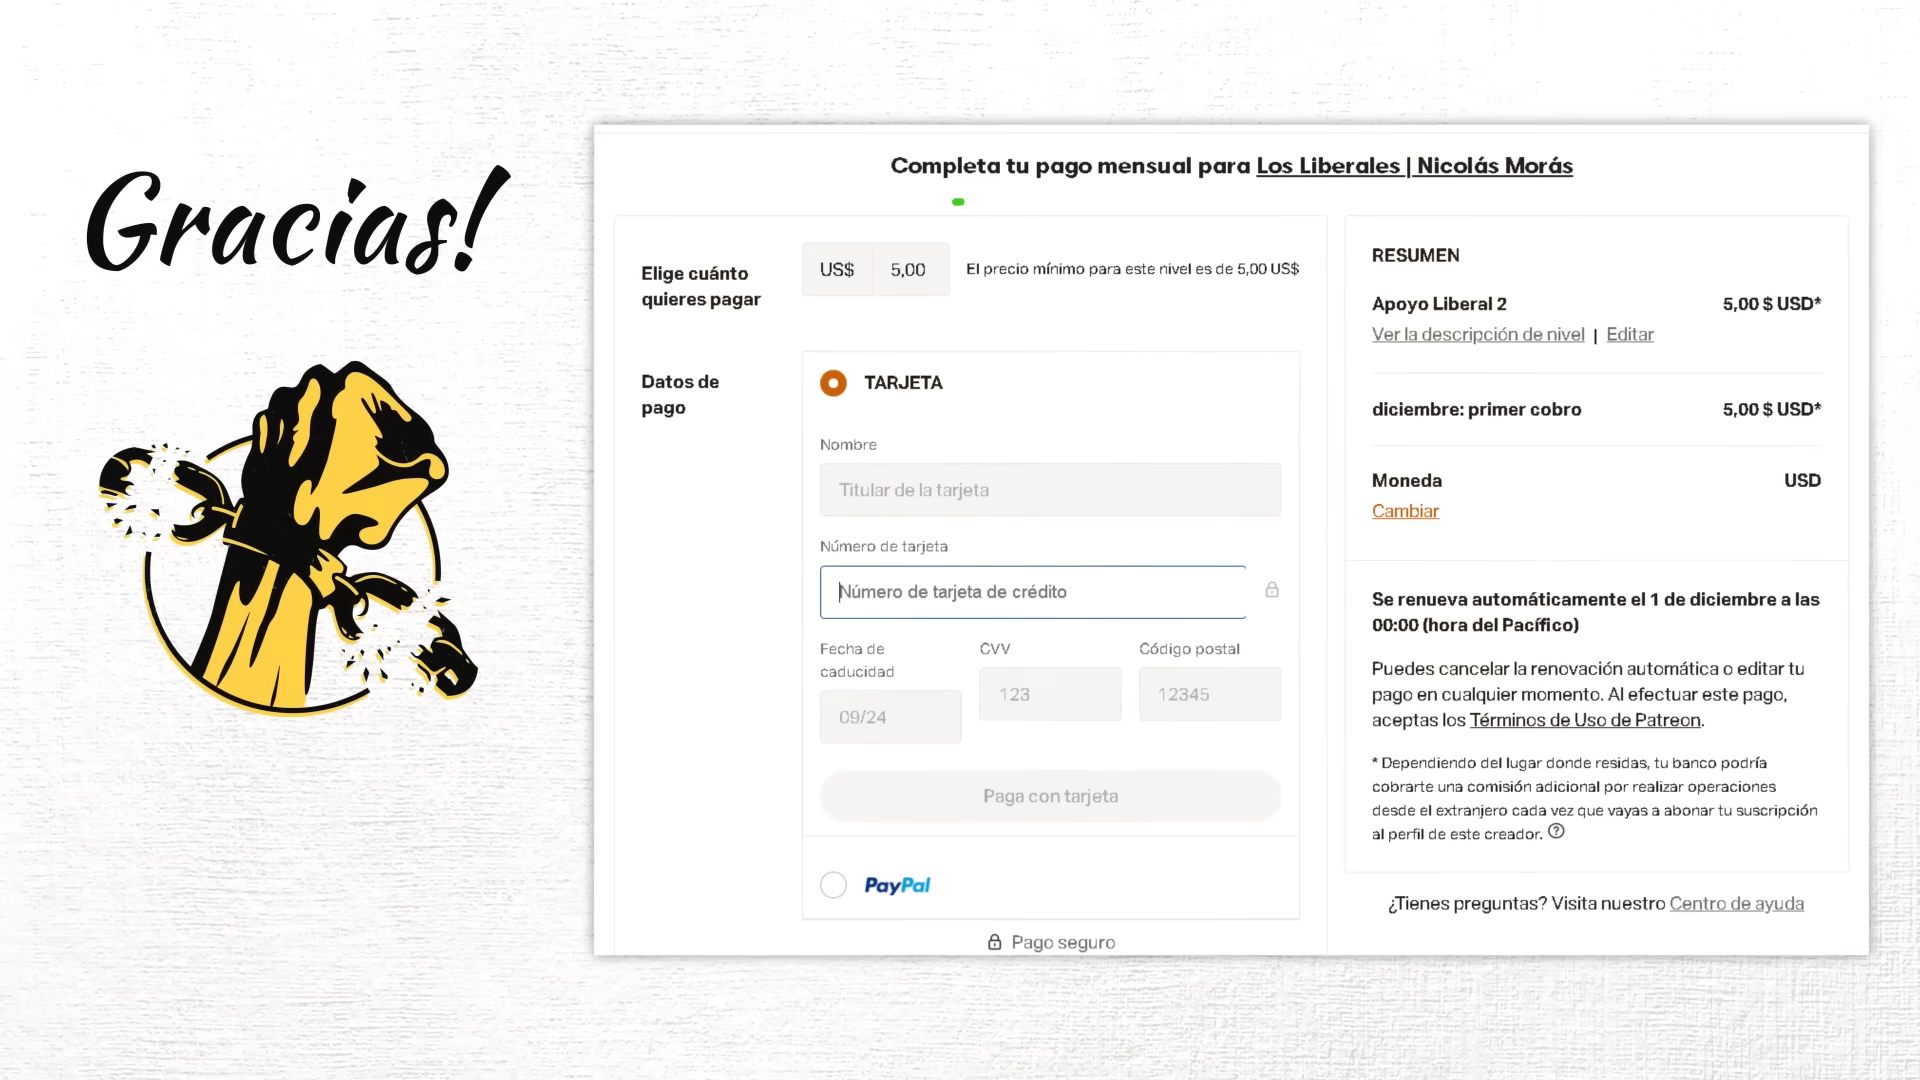 Gracias!
Completa tu pago mensual para Los Liberales | Nicolás Morás
Elige cuánto
quieres pagar
US$ 5,00 El precio mínimo para este nivel es de 5,00 US$
Datos de
pago
TARJETA
Nombre
Titular de la tarjeta
Número de tarjeta
Número de tarjeta de crédito
Fecha de
caducidad
CVV
Código postal
09/24
123
12345
Paga con tarjeta
PayPal
Pago seguro
RESUMEN
Apoyo Liberal 2 5,00 $ USD*
Ver la descripción de nivel | Editar
diciembre: primer cobro 5,00 $ USD*
Moneda USD
Cambiar
Se renueva automáticamente el 1 de diciembre a las
00:00 (hora del Pacífico)
Puedes cancelar la renovación automática o editar tu
pago en cualquier momento. Al efectuar este pago,
aceptas los Términos de Uso de Patreon.
* Dependiendo del lugar donde residas, tu banco podría
cobrarte una comisión adicional por realizar operaciones
desde el extranjero cada vez que vayas a abonar tu suscripción
al perfil de este creador. ?
¿Tienes preguntas? Visita nuestro Centro de ayuda